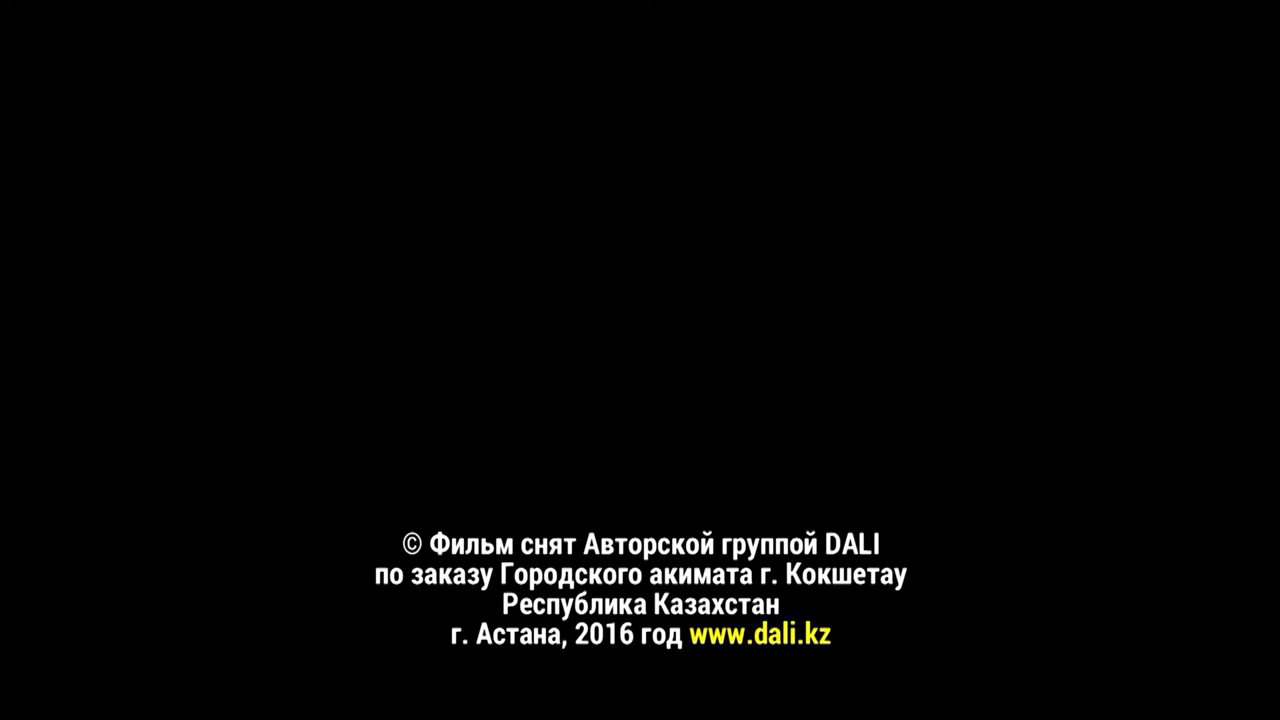 © Фильм снят Авторской группой DALI
по заказу Городского акимата г. Кокшетау
Республика Казахстан
г. Астана, 2016 год www.dali.kz